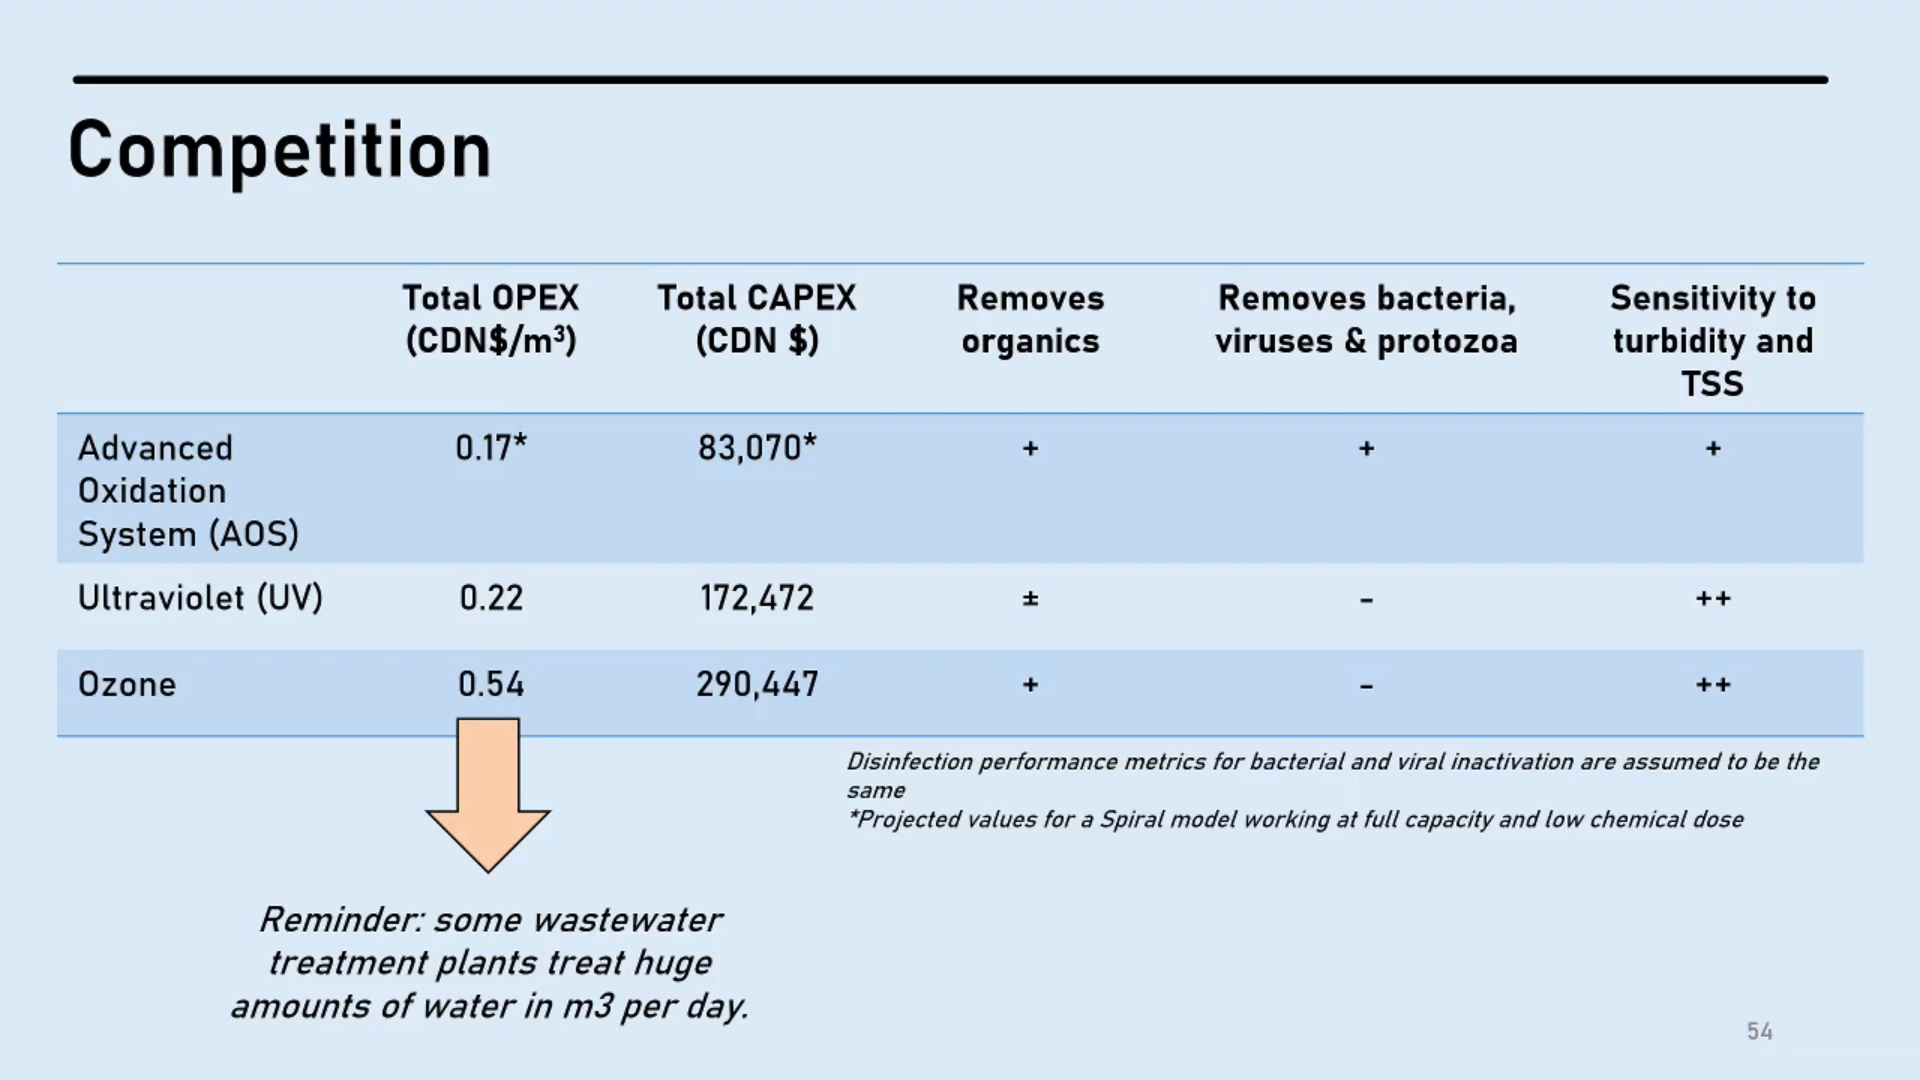 Competition
Total OPEX (CDN$/m³) Total CAPEX (CDN $) Removes organics Removes bacteria, viruses & protozoa Sensitivity to turbidity and TSS
Advanced Oxidation System (AOS) 0.17* 83,070* + + +
Ultraviolet (UV) 0.22 172,472 ± - ++
Ozone 0.54 290,447 + - ++
Disinfection performance metrics for bacterial and viral inactivation are assumed to be the
same
*Projected values for a Spiral model working at full capacity and low chemical dose
Reminder: some wastewater
treatment plants treat huge
amounts of water in m3 per day.
54